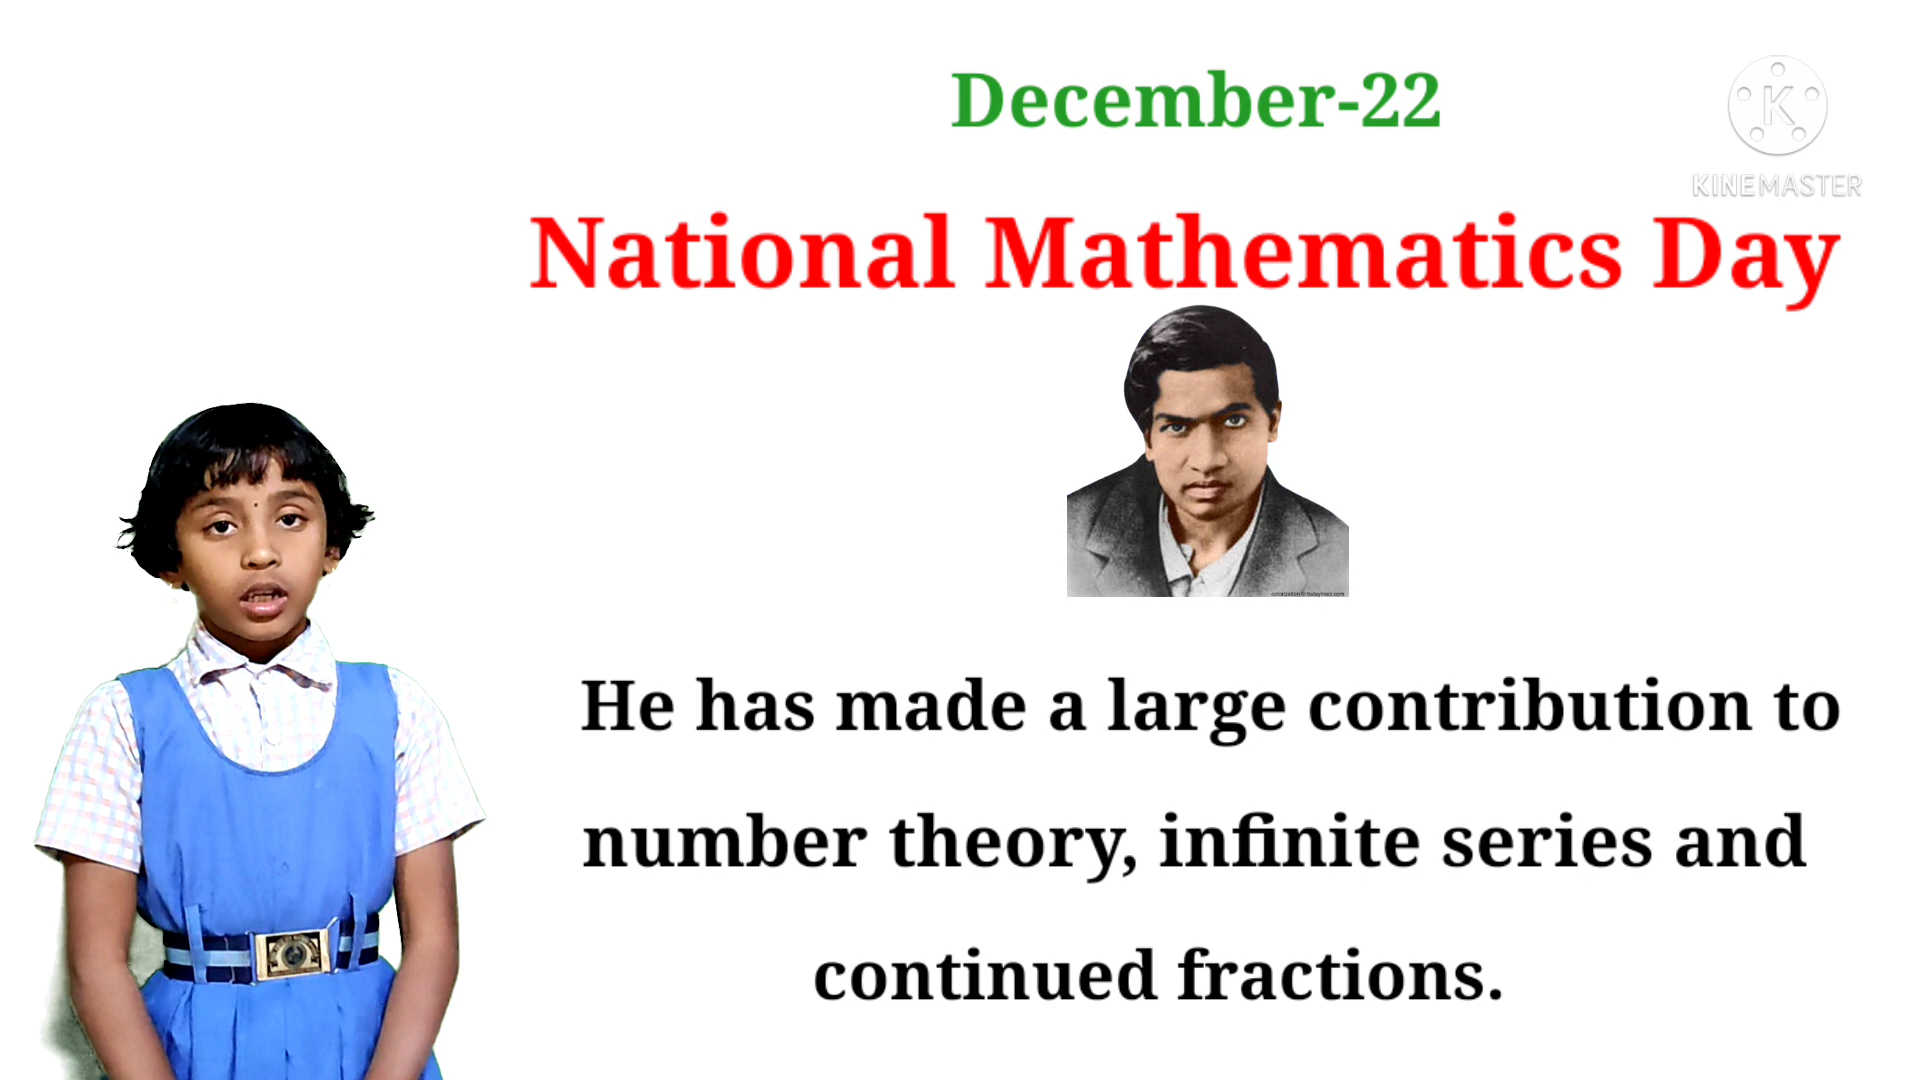 December-22
K
KINEMASTER
National Mathematics Day
He has made a large contribution to
number theory, infinite series and
continued fractions.